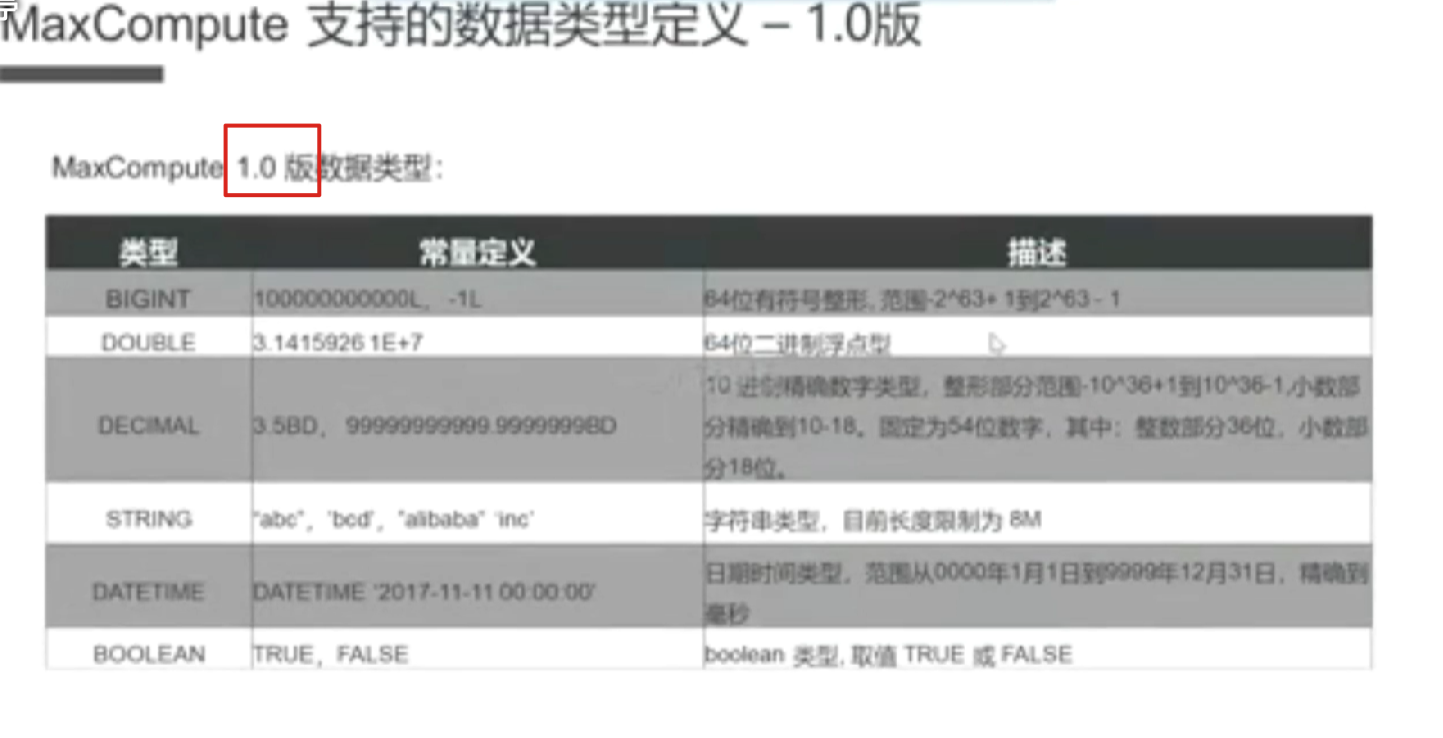 MaxCompute 支持的数据类型定义 – 1.0版
MaxCompute 1.0 版数据类型：
类型 常量定义 描述
BIGINT 100000000000L， -1L 64位有符号整形, 范围-2^63+ 1到2^63 - 1
DOUBLE 3.1415926 1E+7 64位二进制浮点型
DECIMAL 3.5BD， 99999999999.9999999BD 10 进制精确数字类型，整形部分范围-10^36+1到10^36-1,小数部
分精确到10-18。固定为54位数字，其中：整数部分36位，小数部
分18位。
STRING “abc”，‘bcd’，“alibaba” ‘inc’ 字符串类型，目前长度限制为 8M
DATETIME DATETIME '2017-11-11 00:00:00' 日期时间类型，范围从0000年1月1日到9999年12月31日，精确到
毫秒
BOOLEAN TRUE，FALSE boolean 类型, 取值 TRUE 或 FALSE